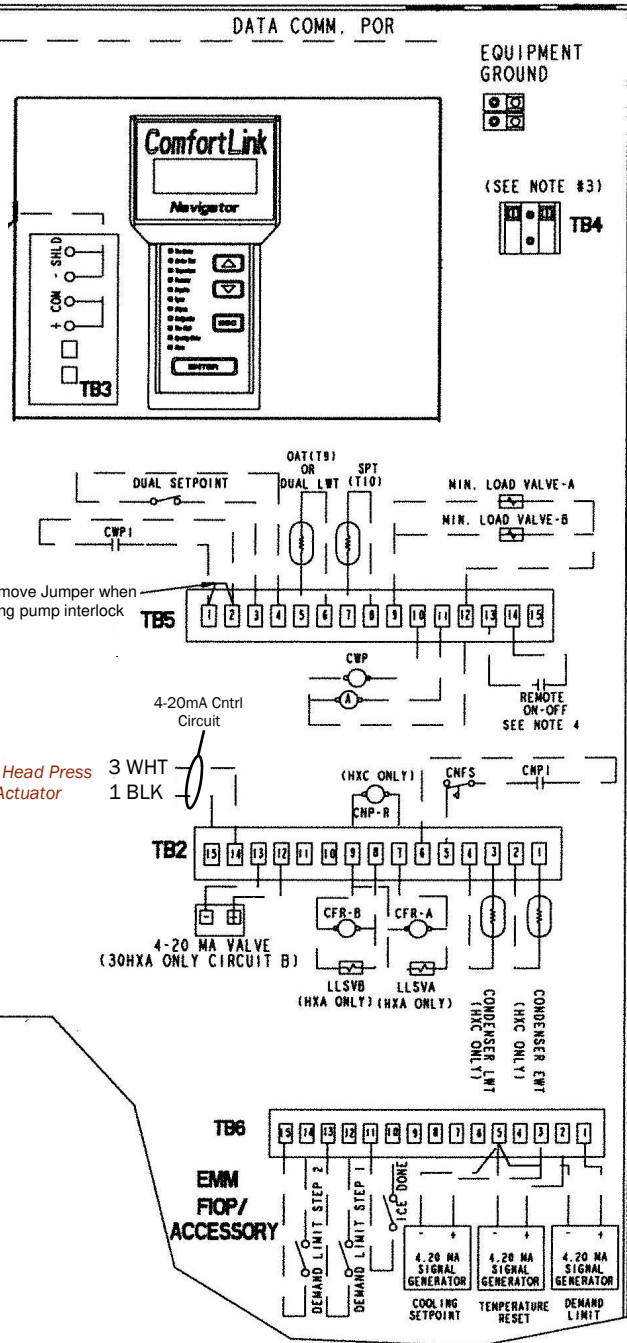 DATA COMM. POR
EQUIPMENT
GROUND
(SEE NOTE #3)
TB4
ComfortLink
Navigator
ENTER
+ COM - SHLD
TB3
DUAL SETPOINT
OAT(T9)
OR
DUAL LWT
SPT
(T10)
MIN. LOAD VALVE-A
MIN. LOAD VALVE-B
CWP1
move Jumper when
ng pump interlock
TB5
1 2 3 4 5 6 7 8 9 10 11 12 13 14 15
CWP
A
REMOTE
ON-OFF
SEE NOTE 4
4-20mA Cntrl
Circuit
Head Press
Actuator
3 WHT
1 BLK
(HXC ONLY)
CNP-R
CNFS
CNP1
TB2
15 14 13 12 11 10 9 8 7 6 5 4 3 2 1
- +
4-20 MA VALVE
(30HXA ONLY CIRCUIT B)
CFR-B
CFR-A
LLSVB
(HXA ONLY)
LLSVA
(HXA ONLY)
CONDENSER LWT
(HXC ONLY)
CONDENSER EWT
(HXC ONLY)
TB6
15 14 13 12 11 10 9 8 7 6 5 4 3 2 1
EMM
FIOP/
ACCESSORY
DEMAND LIMIT STEP 2
DEMAND LIMIT STEP 1
ICE DONE
- +
4.20 MA
SIGNAL
GENERATOR
COOLING
SETPOINT
- +
4.20 MA
SIGNAL
GENERATOR
TEMPERATURE
RESET
- +
4.20 MA
SIGNAL
GENERATOR
DEMAND
LIMIT